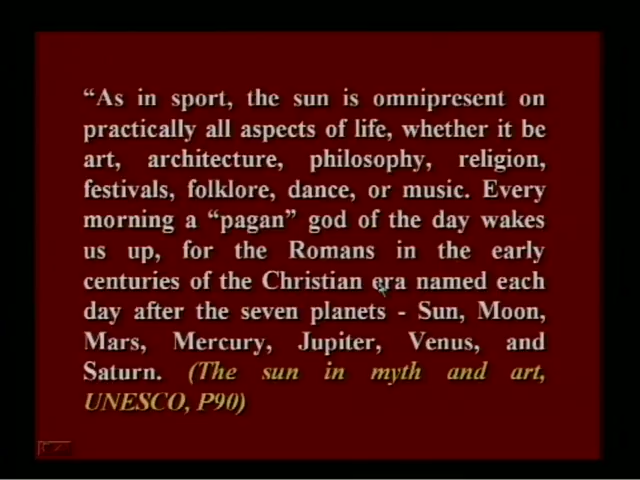 “As in sport, the sun is omnipresent on
practically all aspects of life, whether it be
art, architecture, philosophy, religion,
festivals, folklore, dance, or music. Every
morning a “pagan” god of the day wakes
us up, for the Romans in the early
centuries of the Christian era named each
day after the seven planets - Sun, Moon,
Mars, Mercury, Jupiter, Venus, and
Saturn. (The sun in myth and art,
UNESCO, P90)